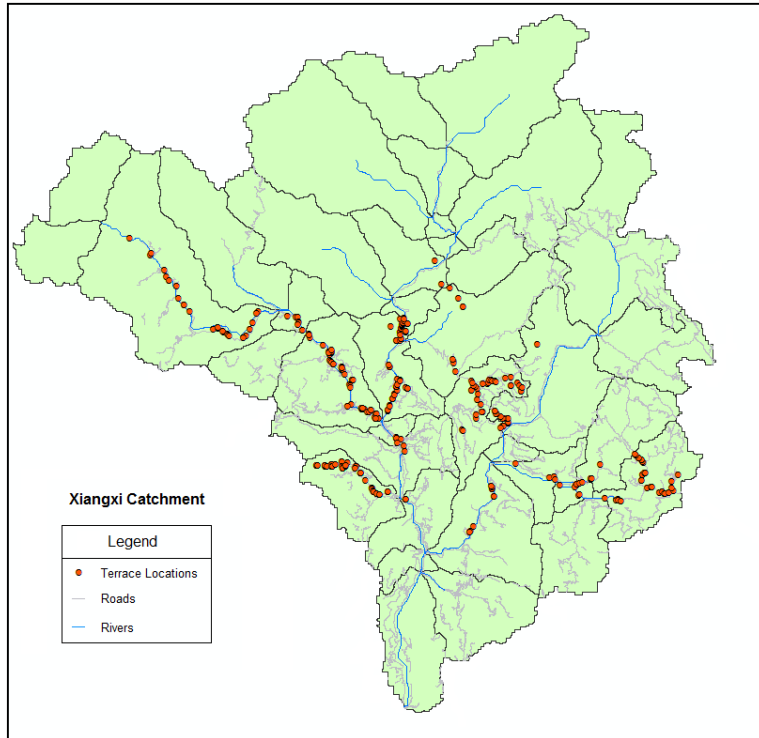 Xiangxi Catchment
Legend
Terrace Locations
Roads
Rivers